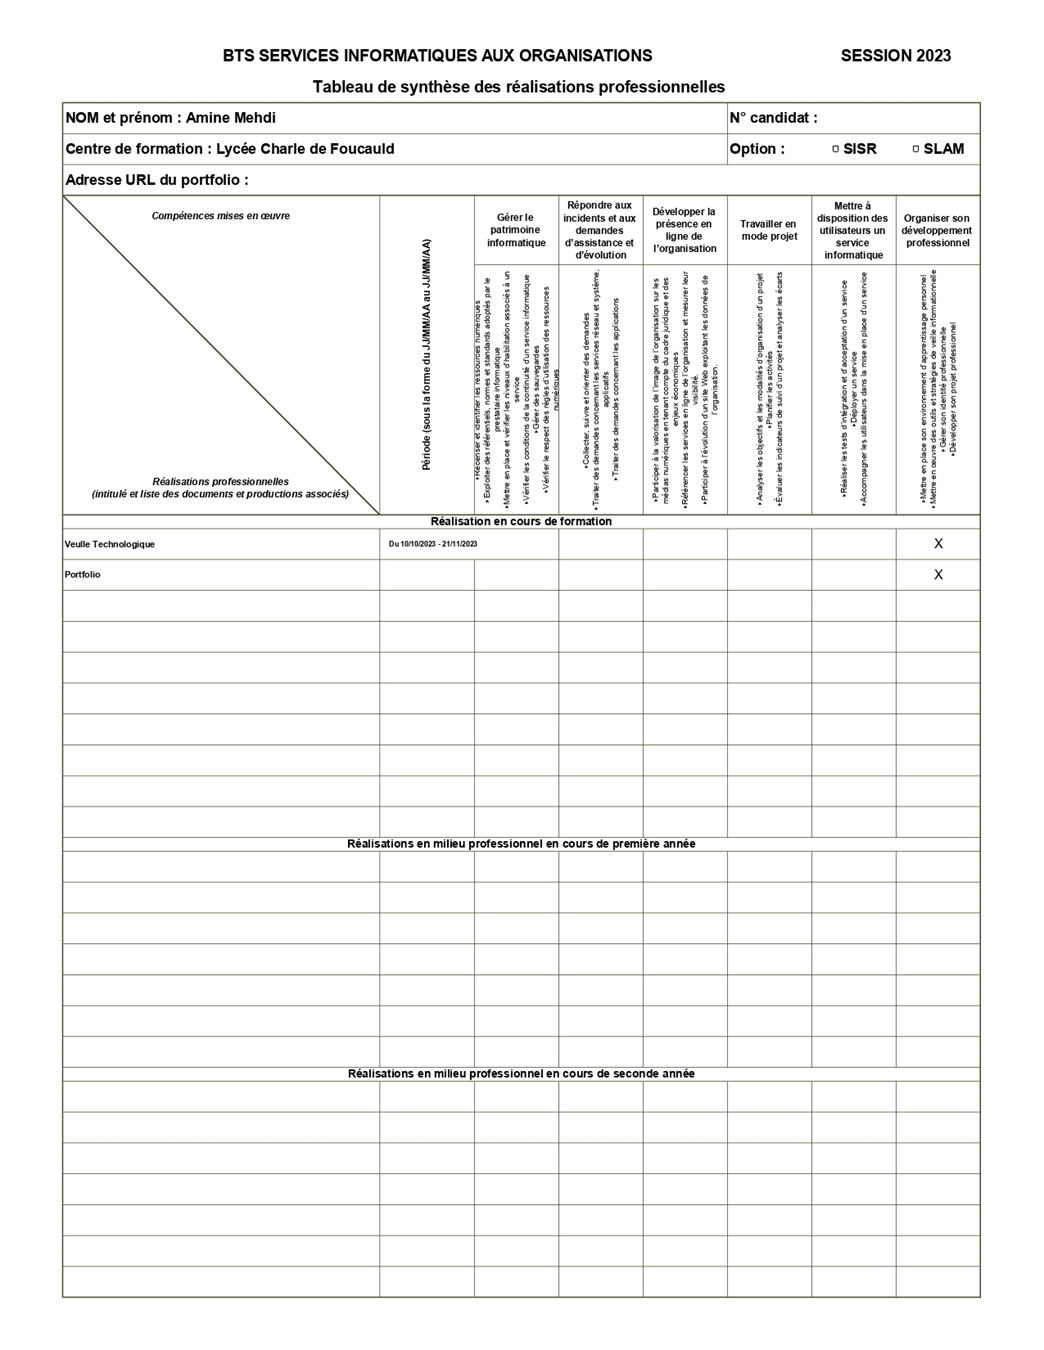 BTS SERVICES INFORMATIQUES AUX ORGANISATIONS SESSION 2023
Tableau de synthèse des réalisations professionnelles
NOM et prénom : Amine Mehdi
N° candidat :
Centre de formation : Lycée Charle de Foucauld
Option : SISR SLAM
Adresse URL du portfolio :
Compétences mises en œuvre
Réalisations professionnelles
(intitulé et liste des documents et productions associés)
Période (sous la forme du JJ/MM/AA au JJ/MM/AA)
Gérer le
patrimoine
informatique
Répondre aux
incidents et aux
demandes
d'assistance et
d'évolution
Développer la
présence en
ligne de
l'organisation
Travailler en
mode projet
Mettre à
disposition des
utilisateurs un
service
informatique
Organiser son
développement
professionnel
‣Recenser et identifier les ressources numériques
‣Exploiter des référentiels, normes et standards adoptés par le
prestataire informatique
‣Mettre en place et vérifier les niveaux d'habilitation associés à un
service
‣Vérifier les conditions de la continuité d'un service informatique
‣Gérer des sauvegardes
‣Vérifier le respect des règles d'utilisation des ressources
numériques
‣Collecter, suivre et orienter des demandes
‣Traiter des demandes concernant les services réseau et système,
applicatifs
‣Traiter des demandes concernant les applications
‣Participer à la valorisation de l'image de l'organisation sur les
médias numériques en tenant compte du cadre juridique et des
enjeux économiques
‣Référencer les services en ligne de l'organisation et mesurer leur
visibilité.
‣Participer à l'évolution d'un site Web exploitant les données de
l'organisation.
‣Analyser les objectifs et les modalités d'organisation d'un projet
‣Planifier les activités
‣Évaluer les indicateurs de suivi d'un projet et analyser les écarts
‣Réaliser les tests d'intégration et d'acceptation d'un service
‣Déployer un service
‣Accompagner les utilisateurs dans la mise en place d'un service
‣Mettre en place son environnement d'apprentissage personnel
‣Mettre en œuvre des outils et stratégies de veille informationnelle
‣Gérer son identité professionnelle
‣Développer son projet professionnel
Réalisation en cours de formation
Veulle Technologique Du 10/10/2023 - 21/11/2023 X
Portfolio X
Réalisations en milieu professionnel en cours de première année
Réalisations en milieu professionnel en cours de seconde année